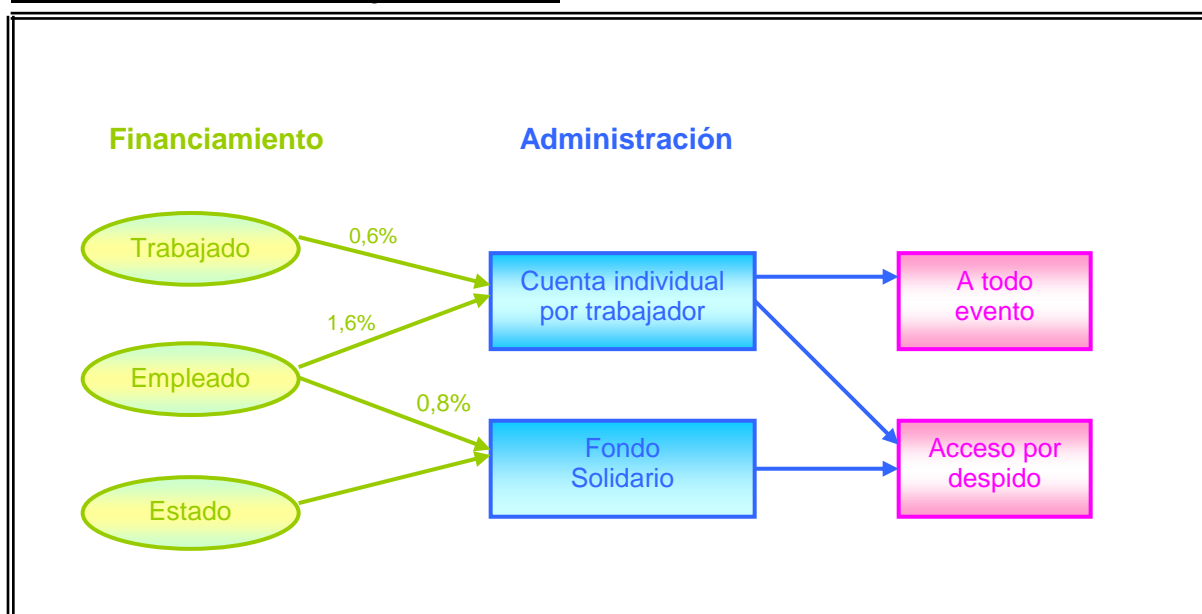 Financiamiento
Administración
Trabajado
0,6%
Cuenta individual
por trabajador
A todo
evento
1,6%
Empleado
0,8%
Fondo
Solidario
Acceso por
despido
Estado